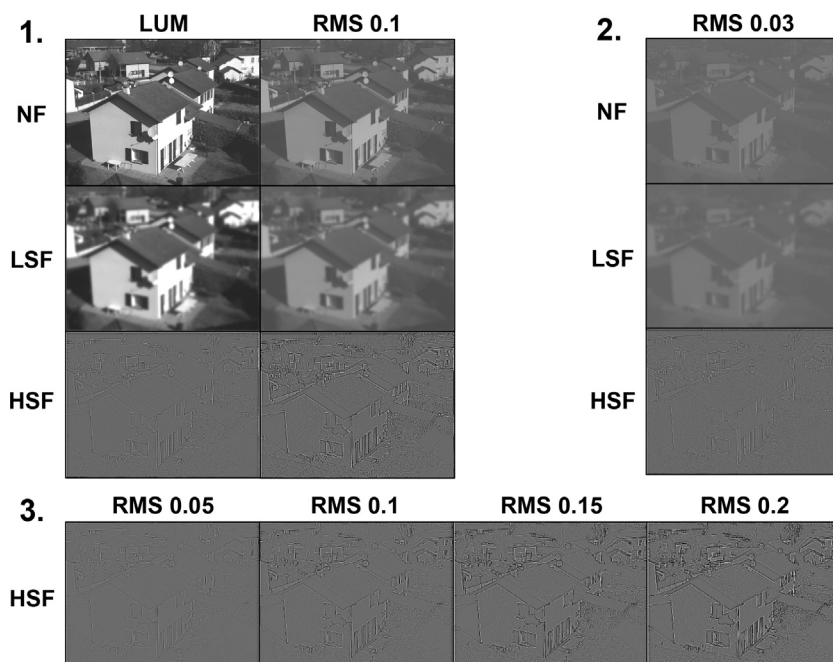 1.
LUM
RMS 0.1
NF
LSF
HSF
2.
RMS 0.03
NF
LSF
HSF
3.
RMS 0.05
RMS 0.1
RMS 0.15
RMS 0.2
HSF